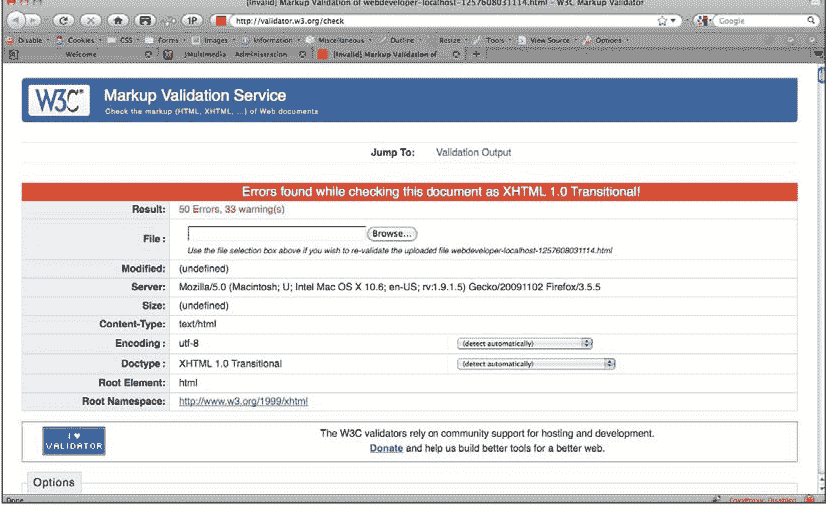 [Invalid] Markup Validation of webdeveloper-localhost-1257608031114.html – W3C Markup Validator
1P http://validator.w3.org/check Google
Disable Cookies CSS Forms Images Information Miscellaneous Outline Resize Tools View Source Options
Welcome jMultimedia - Administration [Invalid] Markup Validation of ...
W3C Markup Validation Service
Check the markup (HTML, XHTML, ...) of Web documents
Jump To: Validation Output
Errors found while checking this document as XHTML 1.0 Transitional!
Result: 50 Errors, 33 warning(s)
File : Browse...
Use the file selection box above if you wish to re-validate the uploaded file webdeveloper-localhost-1257608031114.html
Modified: (undefined)
Server: Mozilla/5.0 (Macintosh; U; Intel Mac OS X 10.6; en-US; rv:1.9.1.5) Gecko/20091102 Firefox/3.5.5
Size: (undefined)
Content-Type: text/html
Encoding : utf-8 (detect automatically)
Doctype : XHTML 1.0 Transitional (detect automatically)
Root Element: html
Root Namespace: http://www.w3.org/1999/xhtml
I ♥
VALIDATOR
The W3C validators rely on community support for hosting and development.
Donate and help us build better tools for a better web.
Options
Done FoxyProxy: Disabled